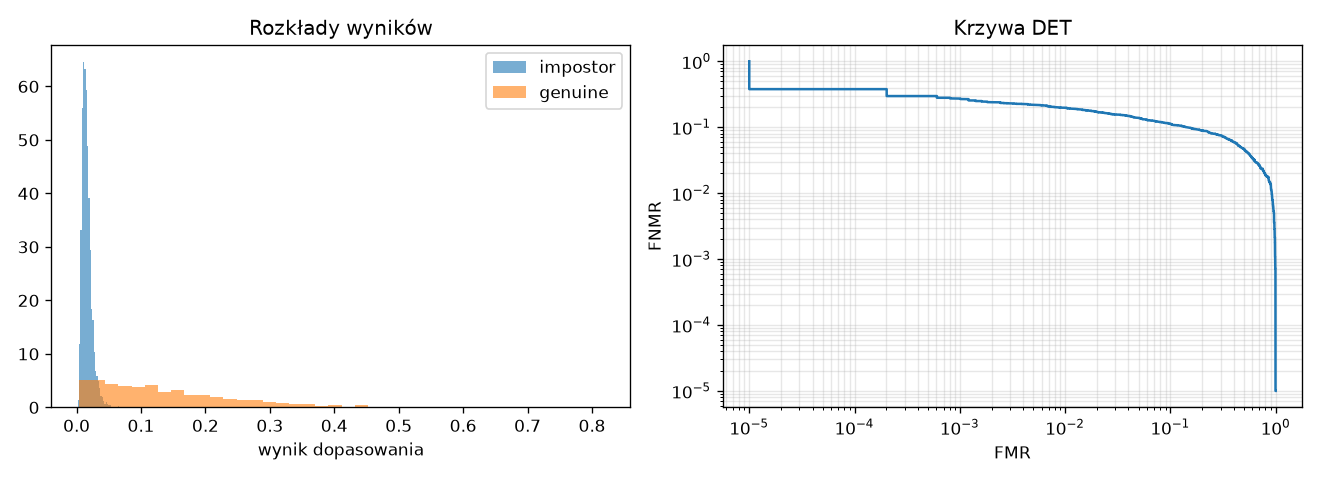 Rozkłady wyników
60
50
40
30
20
10
0
impostor
genuine
0.0 0.1 0.2 0.3 0.4 0.5 0.6 0.7 0.8
wynik dopasowania
Krzywa DET
10⁰
10⁻¹
10⁻²
10⁻³
10⁻⁴
10⁻⁵
FNMR
10⁻⁵ 10⁻⁴ 10⁻³ 10⁻² 10⁻¹ 10⁰
FMR